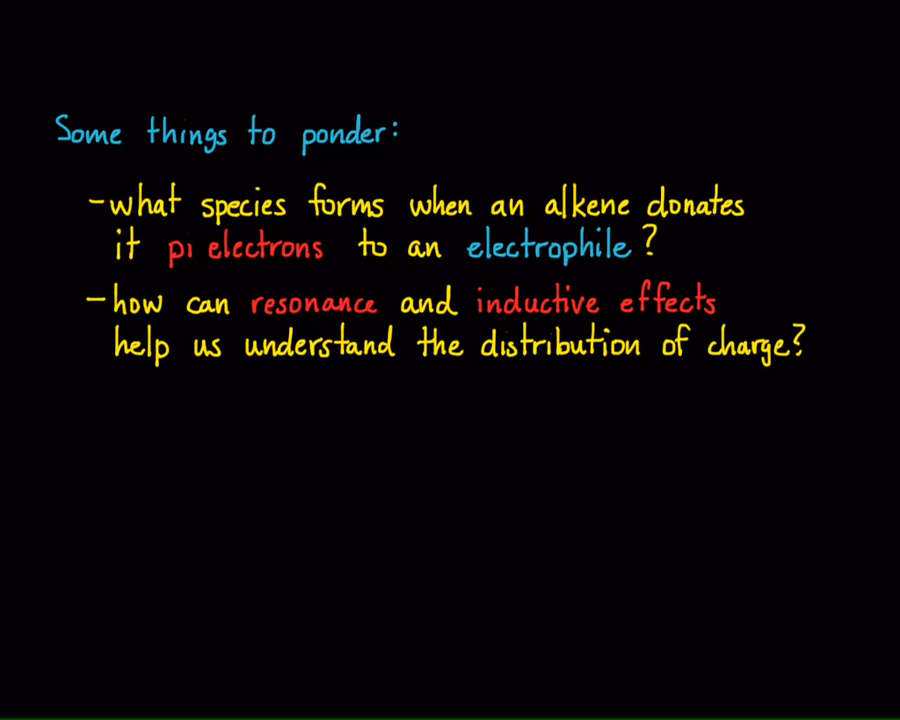 Some things to ponder:
-what species forms when an alkene donates
it pi electrons to an electrophile?
-how can resonance and inductive effects
help us understand the distribution of charge?